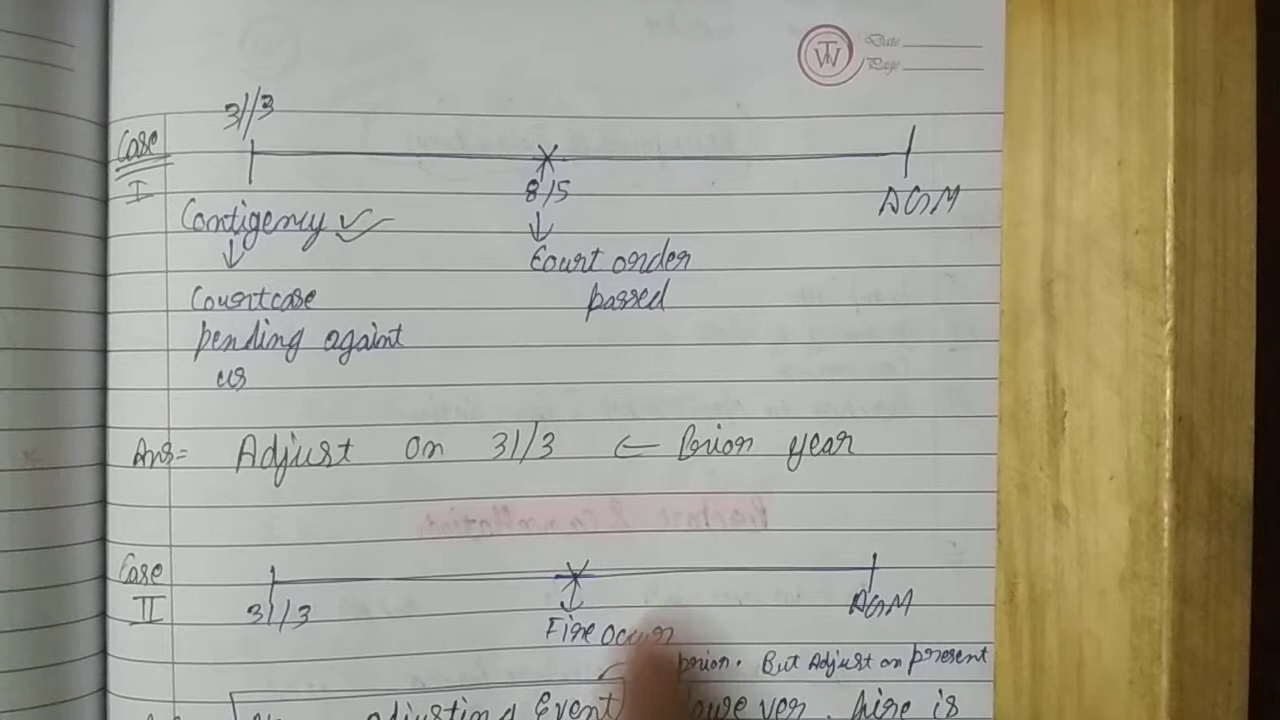 Date
Page
31/3
Case
I
8/5
AGM
Contigency
Court order
passed
Courtcase
pending againt
us
Ans= Adjust on 31/3 ← Prior year
Case
II
31/3
AGM
Fire occur
prior. But Adjust on present
adjusting Event